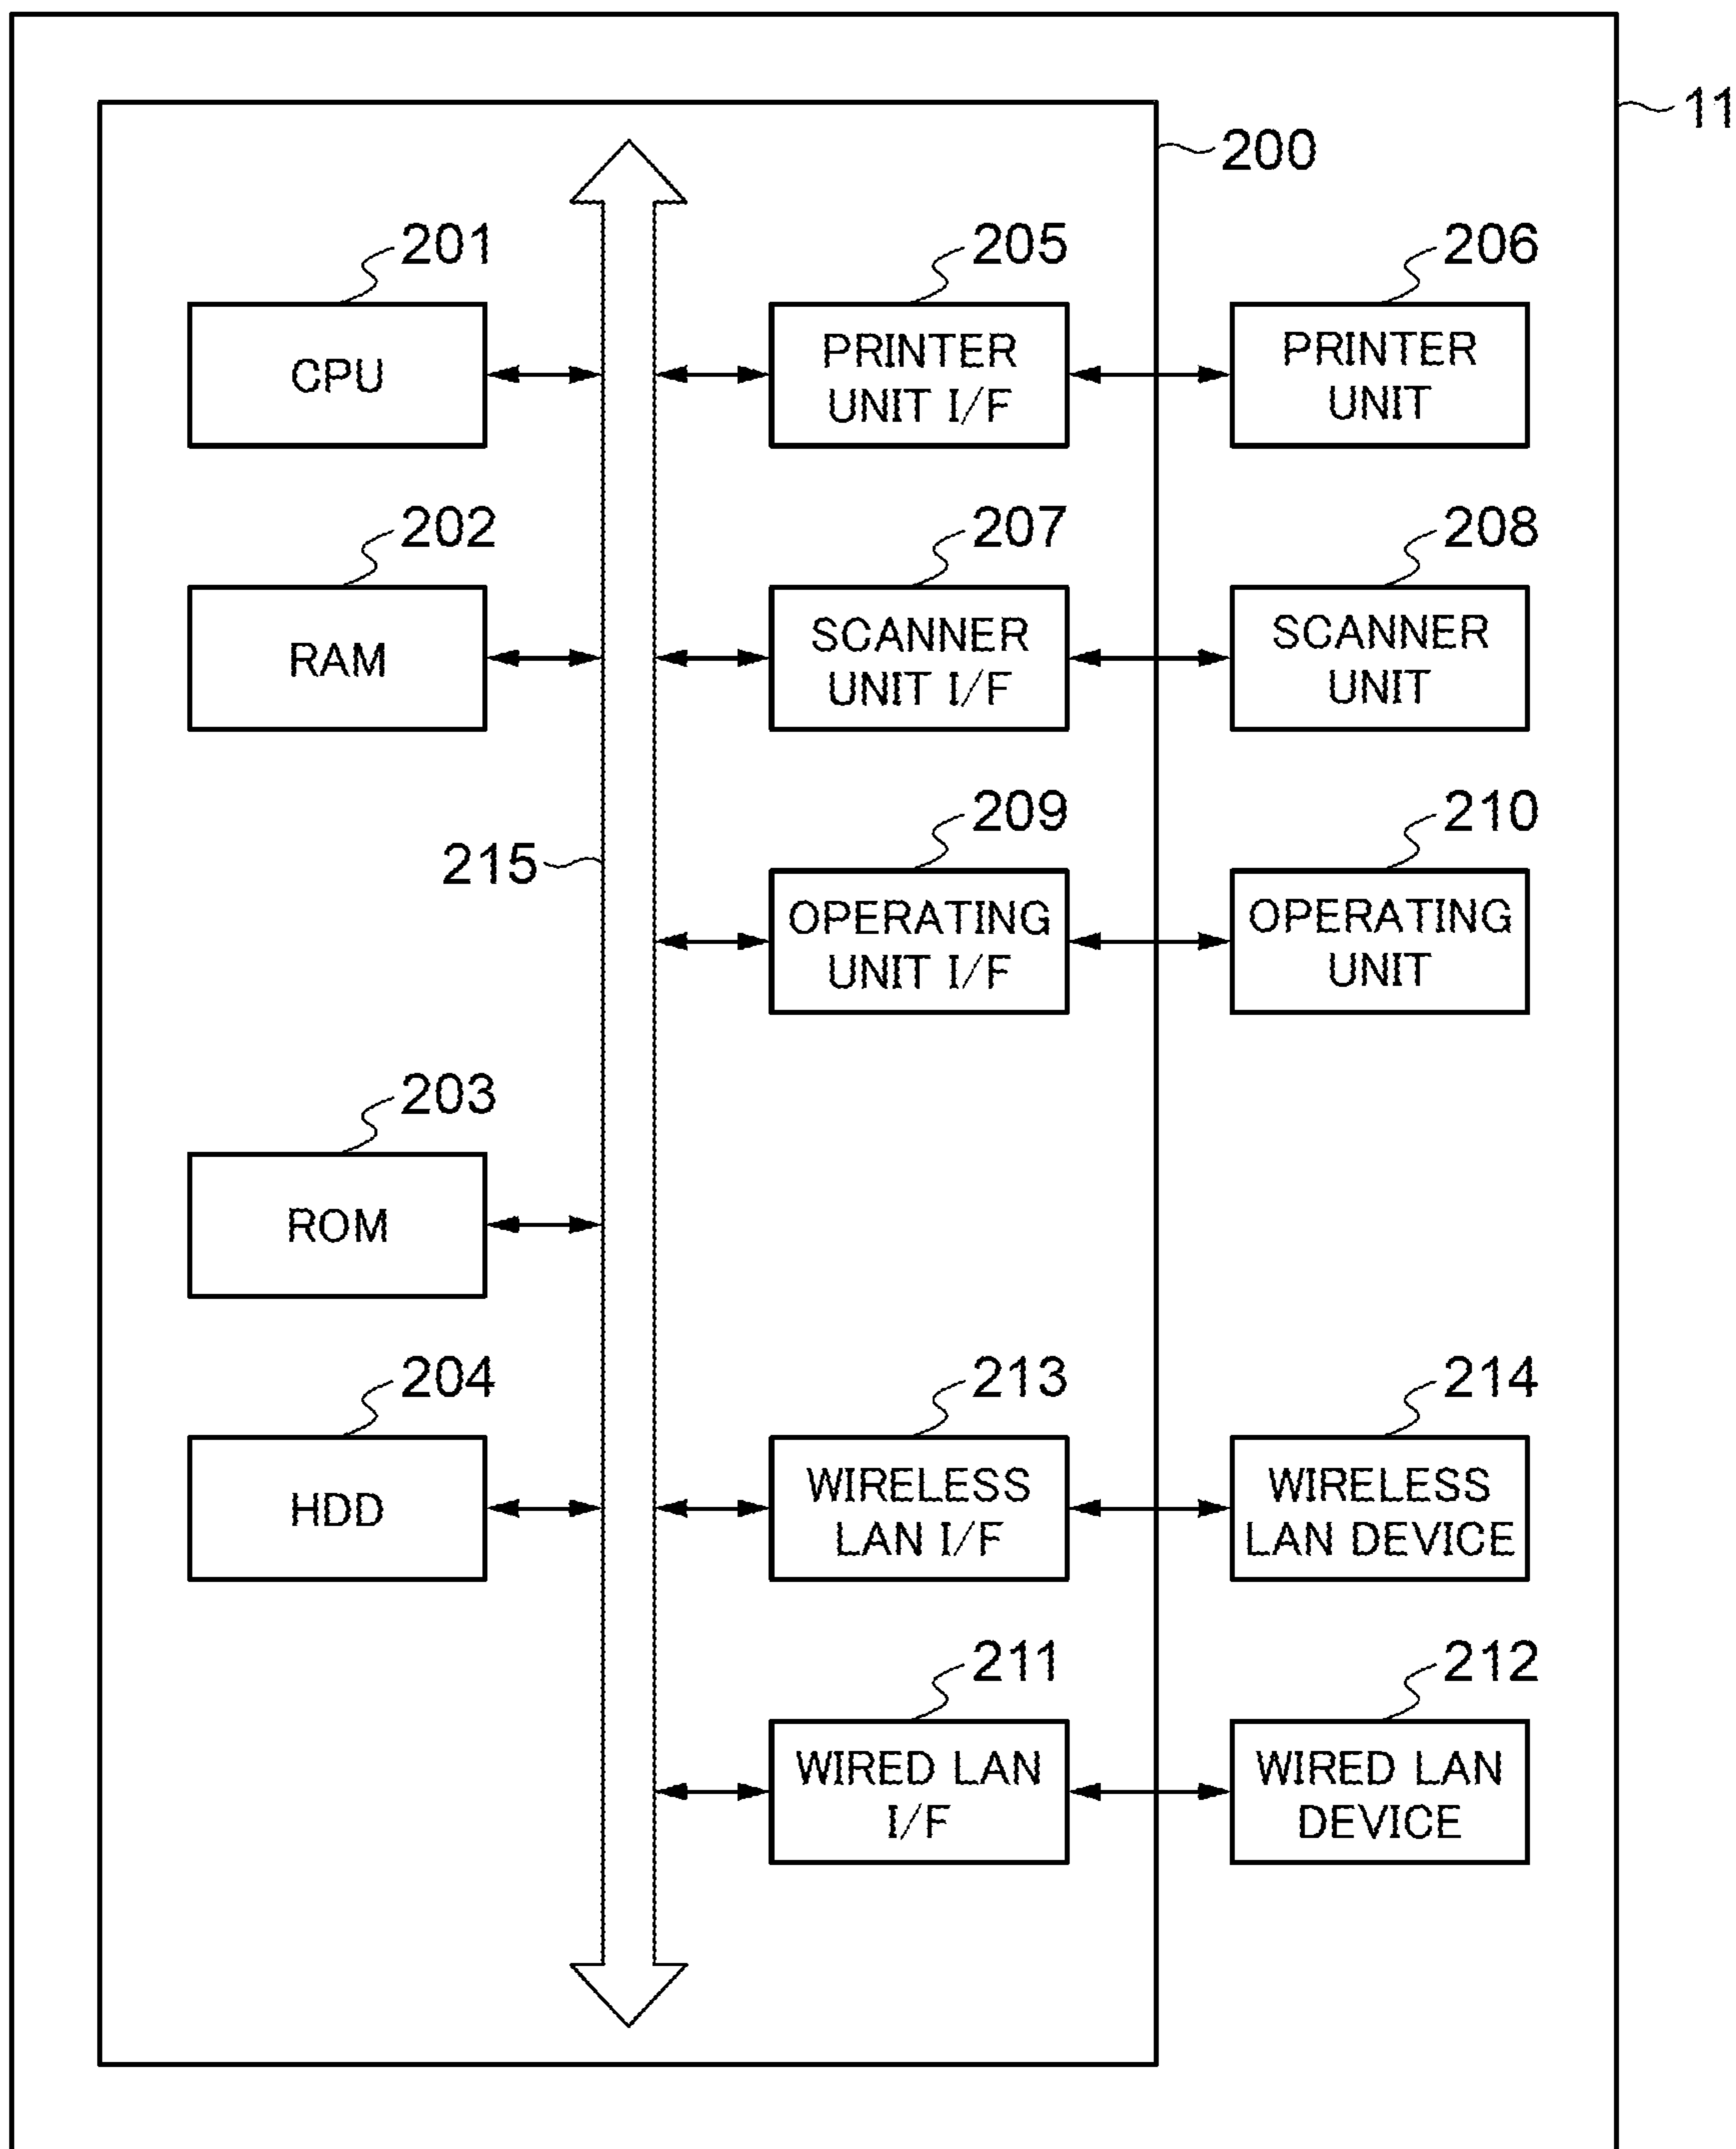 11
200
201
205
206
CPU
PRINTER
UNIT I/F
PRINTER
UNIT
202
207
208
RAM
SCANNER
UNIT I/F
SCANNER
UNIT
209
210
215
OPERATING
UNIT I/F
OPERATING
UNIT
203
ROM
204
213
214
HDD
WIRELESS
LAN I/F
WIRELESS
LAN DEVICE
211
212
WIRED LAN
I/F
WIRED LAN
DEVICE